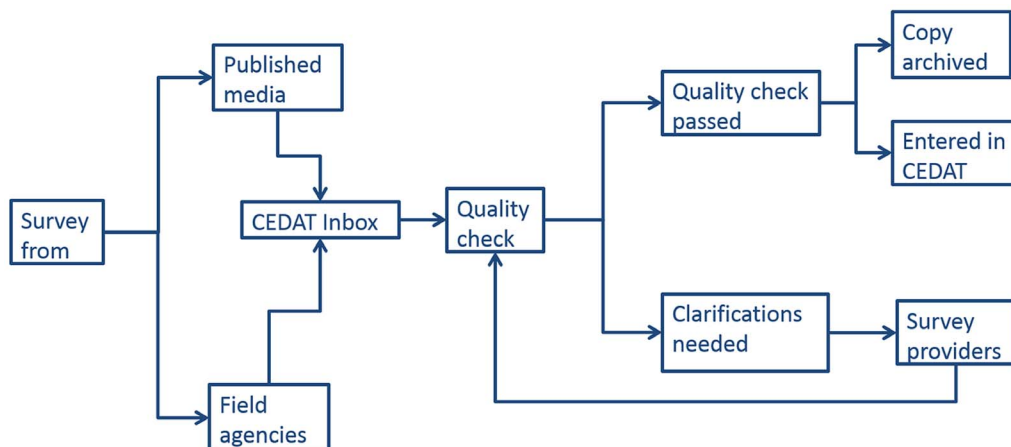 Survey
from
Published
media
Field
agencies
CEDAT Inbox
Quality
check
Quality check
passed
Copy
archived
Entered in
CEDAT
Clarifications
needed
Survey
providers